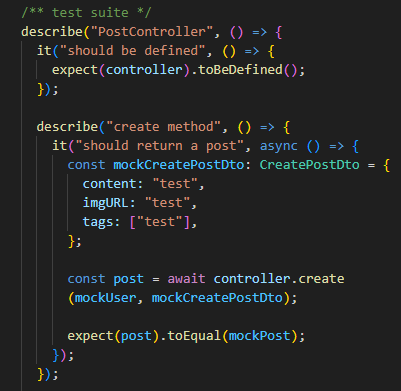 /** test suite */
describe("PostController", () => {
it("should be defined", () => {
expect(controller).toBeDefined();
});
describe("create method", () => {
it("should return a post", async () => {
const mockCreatePostDto: CreatePostDto = {
content: "test",
imgURL: "test",
tags: ["test"],
};
const post = await controller.create
(mockUser, mockCreatePostDto);
expect(post).toEqual(mockPost);
});
});